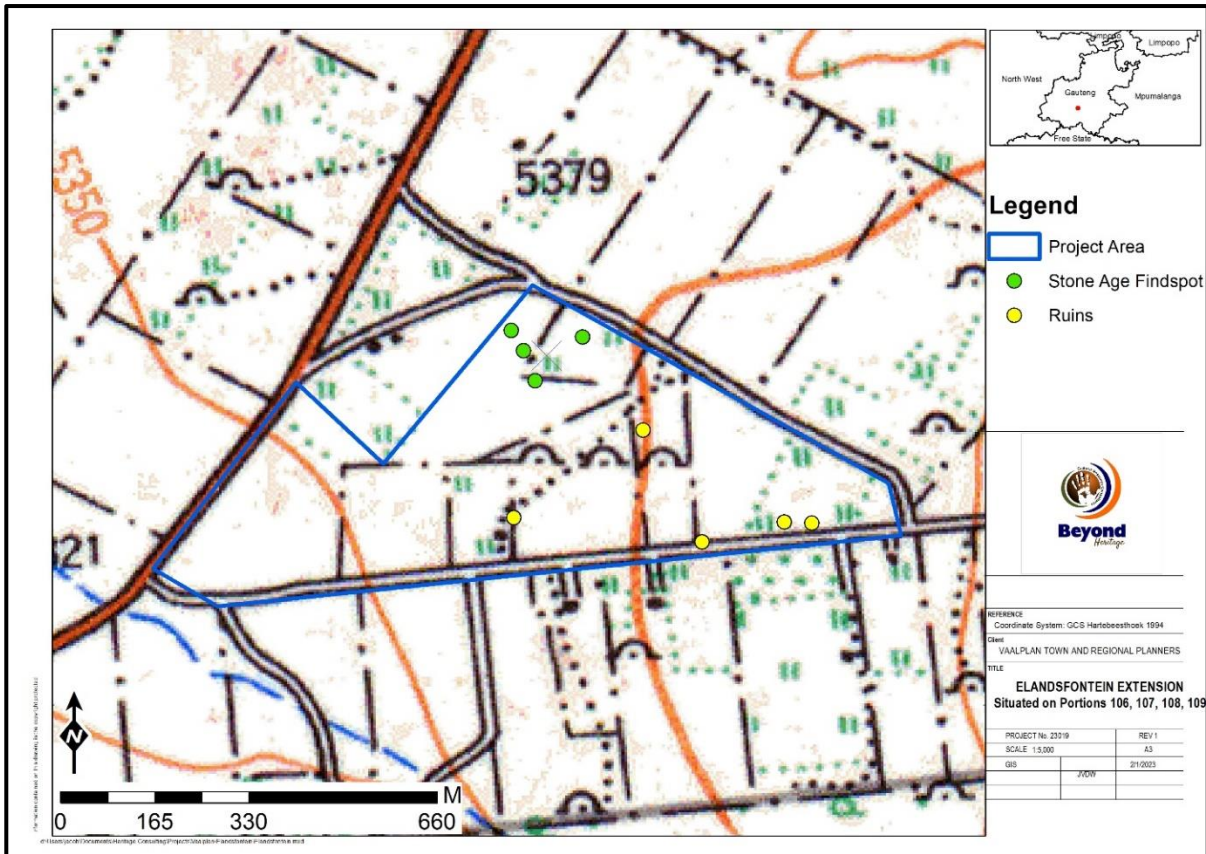 5379
5350
321
Limpopo
Limpopo
North West
Gauteng
Mpumalanga
Free State
Legend
Project Area
Stone Age Findspot
Ruins
Beyond
Heritage
REFERENCE
Coordinate System: GCS Hartebeesthoek 1994
Client
VAALPLAN TOWN AND REGIONAL PLANNERS
TITLE
ELANDSFONTEIN EXTENSION
Situated on Portions 106, 107, 108, 109
PROJECT No. 23019
REV 1
SCALE 1:5,000
A3
GIS
JVDW
2/1/2023
N
M
0 165 330 660